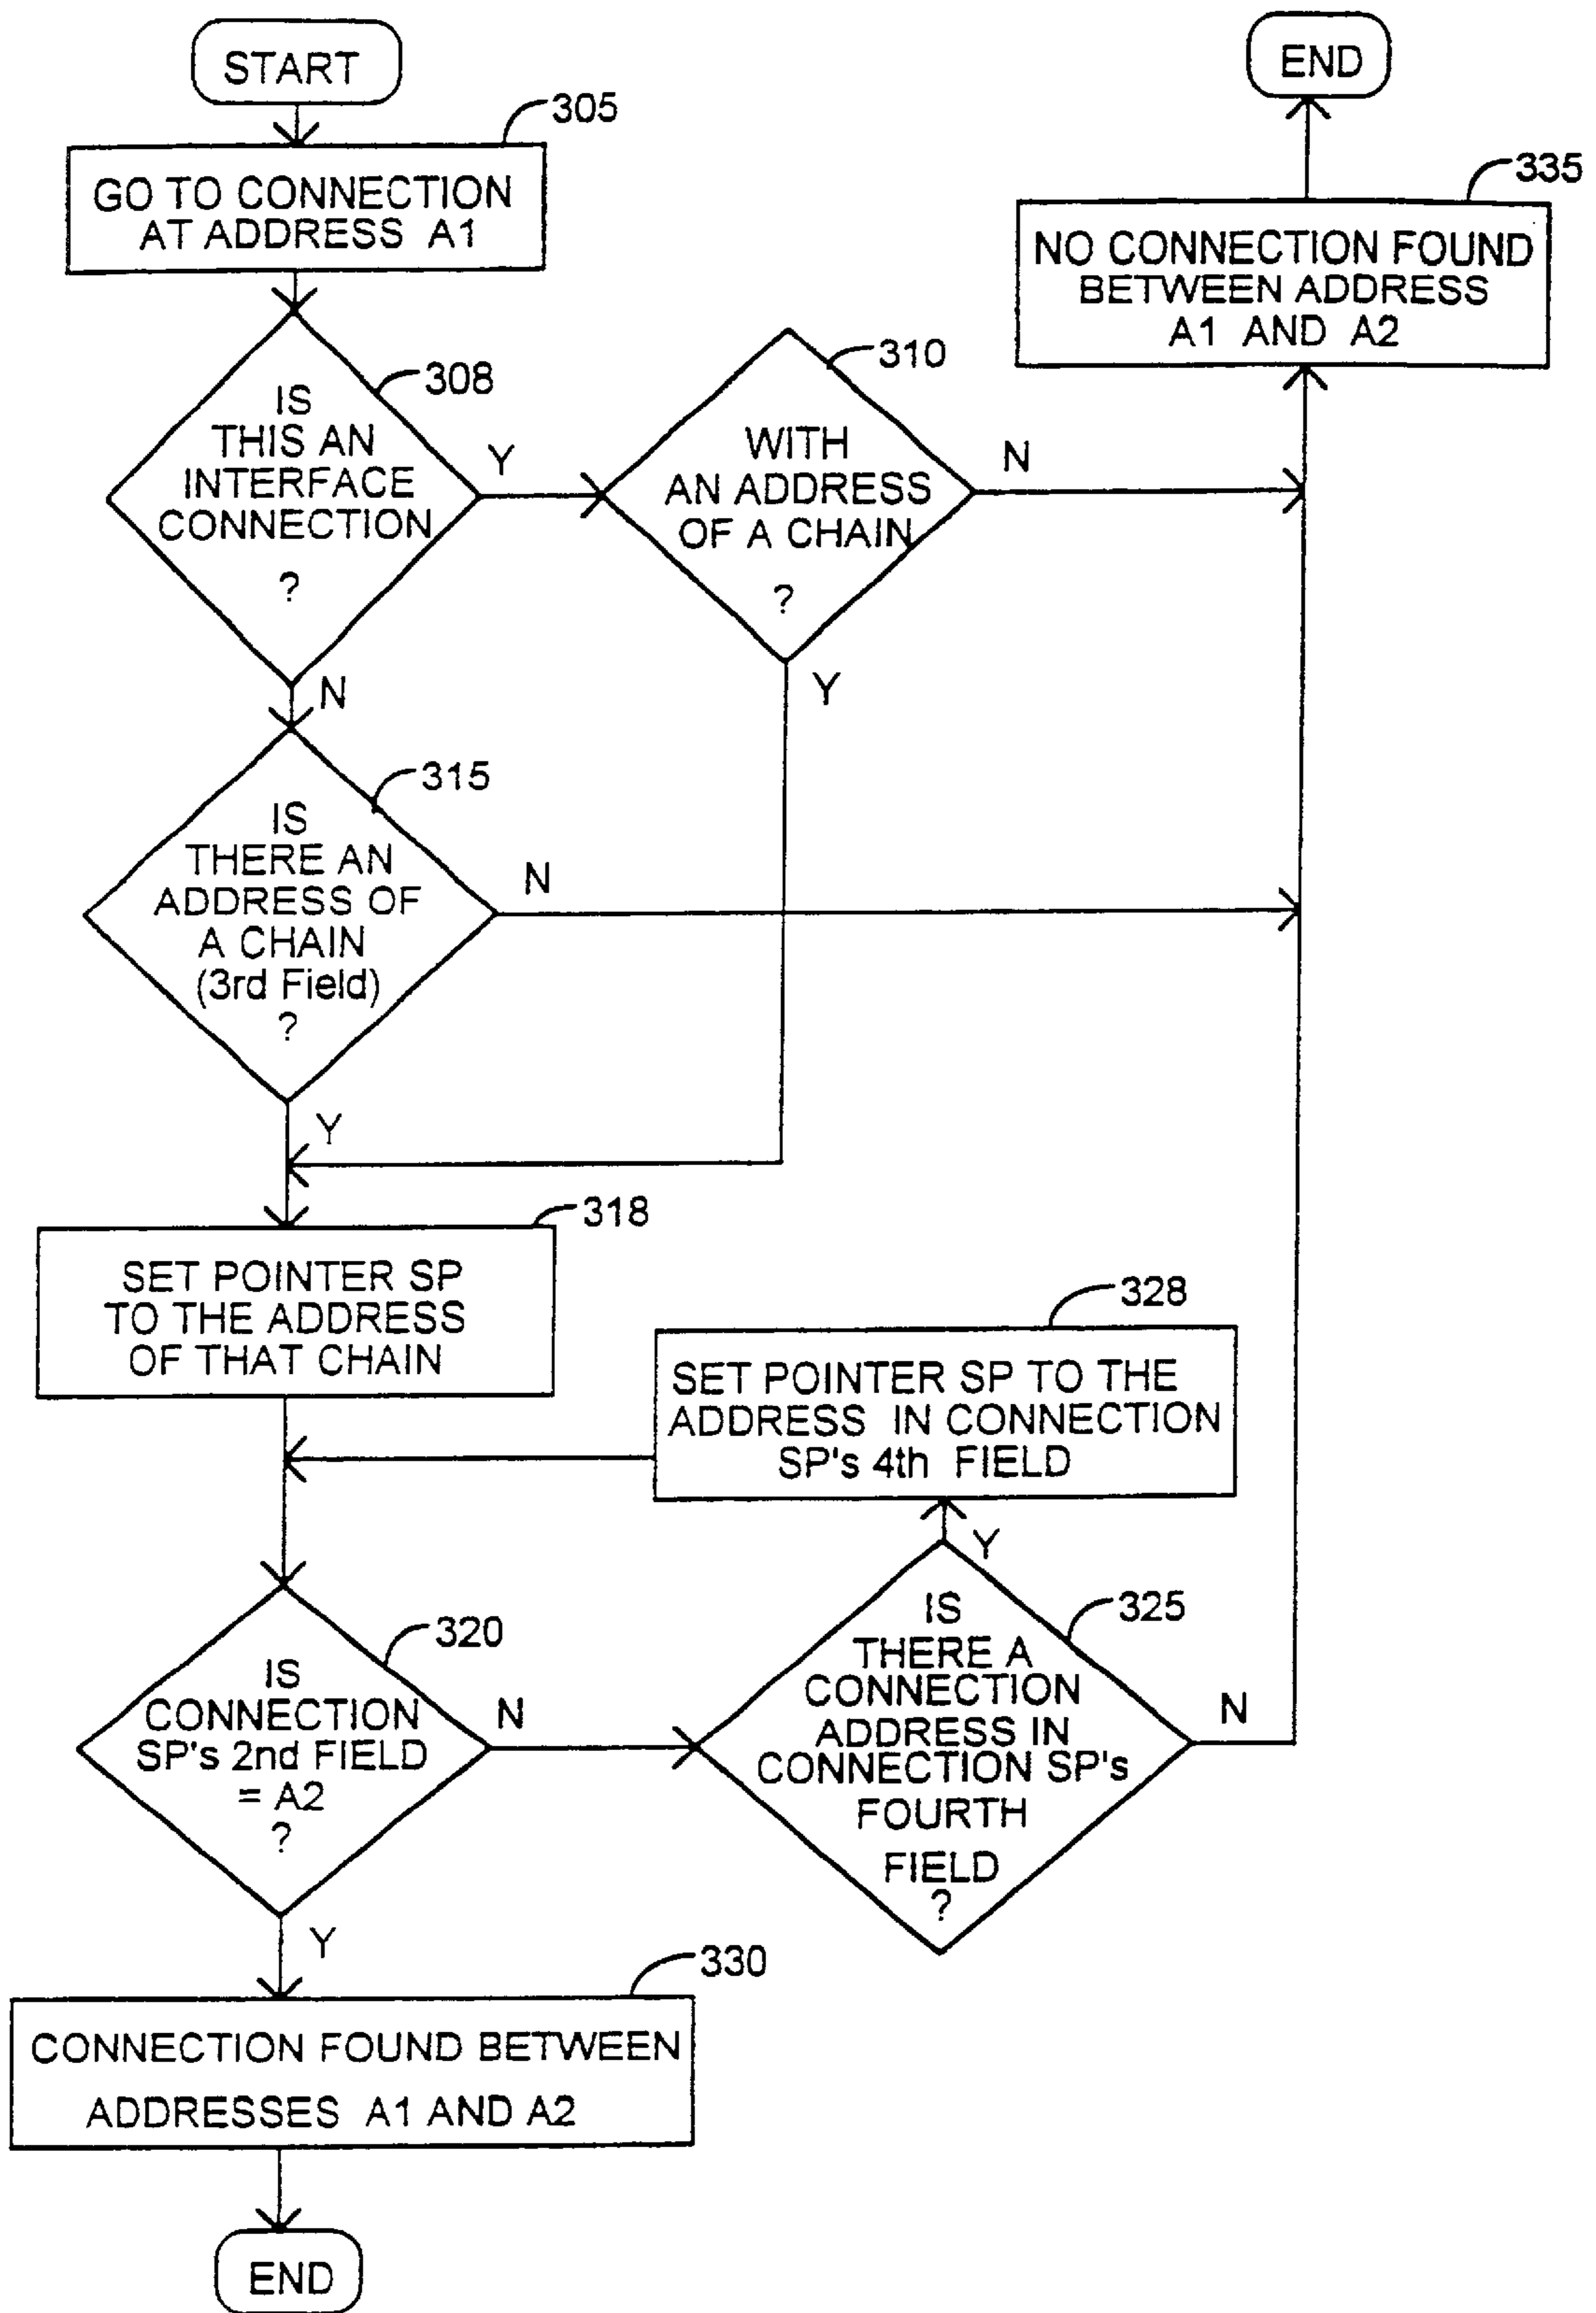 START
305
GO TO CONNECTION
AT ADDRESS A1
308
IS
THIS AN
INTERFACE
CONNECTION
?
Y
N
310
WITH
AN ADDRESS
OF A CHAIN
?
N
Y
END
335
NO CONNECTION FOUND
BETWEEN ADDRESS
A1 AND A2
315
IS
THERE AN
ADDRESS OF
A CHAIN
(3rd Field)
?
N
Y
318
SET POINTER SP
TO THE ADDRESS
OF THAT CHAIN
328
SET POINTER SP TO THE
ADDRESS IN CONNECTION
SP's 4th FIELD
320
IS
CONNECTION
SP's 2nd FIELD
= A2
?
N
Y
325
Y
IS
THERE A
CONNECTION
ADDRESS IN
CONNECTION SP's
FOURTH
FIELD
?
N
330
CONNECTION FOUND BETWEEN
ADDRESSES A1 AND A2
END